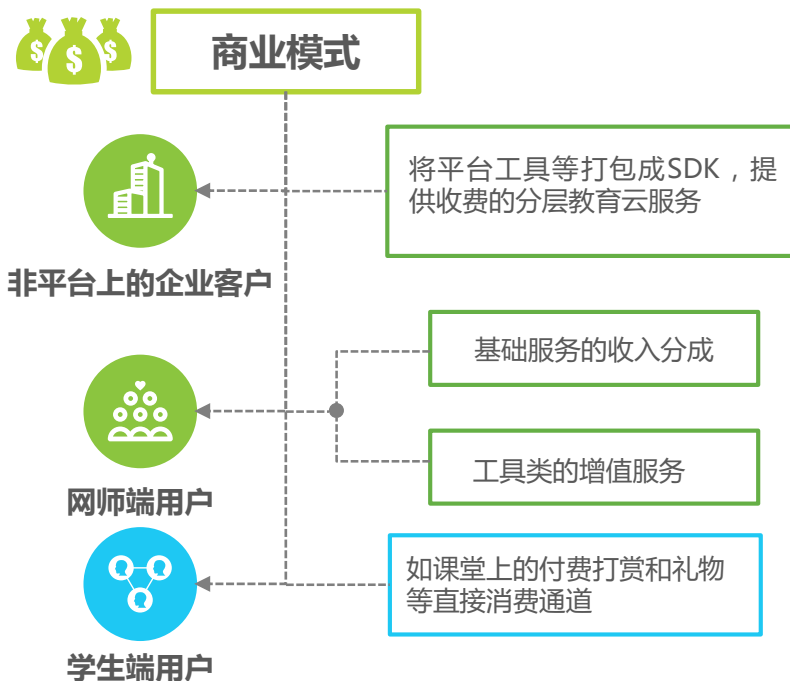 $ $ $
商业模式
将平台工具等打包成SDK，提
供收费的分层教育云服务
非平台上的企业客户
基础服务的收入分成
工具类的增值服务
网师端用户
如课堂上的付费打赏和礼物
等直接消费通道
学生端用户